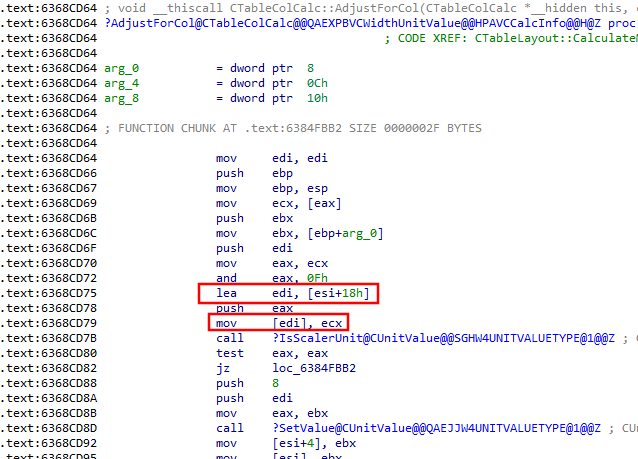 .text:6368CD64 ; void __thiscall CTableColCalc::AdjustForCol(CTableColCalc *__hidden this,
.text:6368CD64 ?AdjustForCol@CTableColCalc@@QAEXPBVCWidthUnitValue@@HPAVCCalcInfo@@H@Z proc
.text:6368CD64 ; CODE XREF: CTableLayout::CalculateM
.text:6368CD64
.text:6368CD64 arg_0 = dword ptr 8
.text:6368CD64 arg_4 = dword ptr 0Ch
.text:6368CD64 arg_8 = dword ptr 10h
.text:6368CD64
.text:6368CD64 ; FUNCTION CHUNK AT .text:6384FBB2 SIZE 0000002F BYTES
.text:6368CD64
.text:6368CD64 mov edi, edi
.text:6368CD66 push ebp
.text:6368CD67 mov ebp, esp
.text:6368CD69 mov ecx, [eax]
.text:6368CD6B push ebx
.text:6368CD6C mov ebx, [ebp+arg_0]
.text:6368CD6F push edi
.text:6368CD70 mov eax, ecx
.text:6368CD72 and eax, 0Fh
.text:6368CD75 lea edi, [esi+18h]
.text:6368CD78 push eax
.text:6368CD79 mov [edi], ecx
.text:6368CD7B call ?IsScalerUnit@CUnitValue@@SGHW4UNITVALUETYPE@1@@Z ; C
.text:6368CD80 test eax, eax
.text:6368CD82 jz loc_6384FBB2
.text:6368CD88 push 8
.text:6368CD8A push edi
.text:6368CD8B mov eax, ebx
.text:6368CD8D call ?SetValue@CUnitValue@@QAEJJW4UNITVALUETYPE@1@@Z ; CUn
.text:6368CD92 mov [esi+4], ebx
.text:6368CD95 mov [esi], ebx